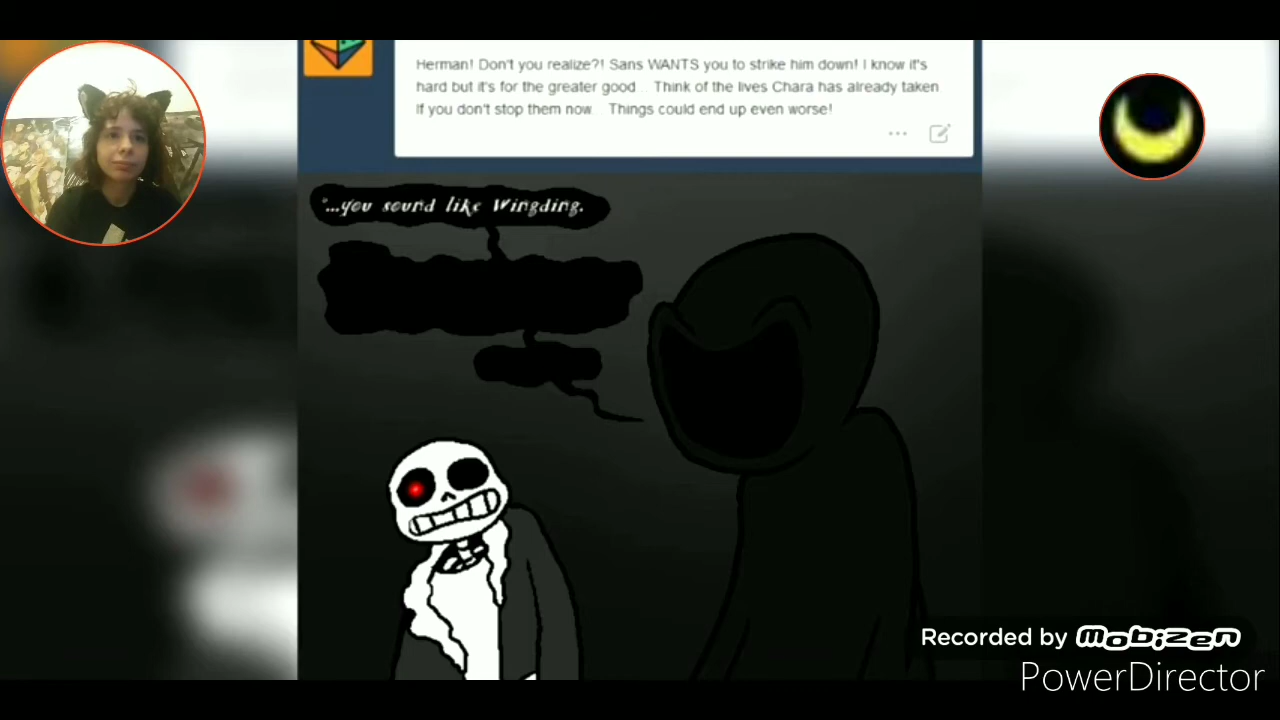 Herman! Don't you realize?! Sans WANTS you to strike him down! I know it's
hard but it's for the greater good... Think of the lives Chara has already taken
If you don't stop them now... Things could end up even worse!
"...you sound like Wingding.
Recorded by mobizen
PowerDirector